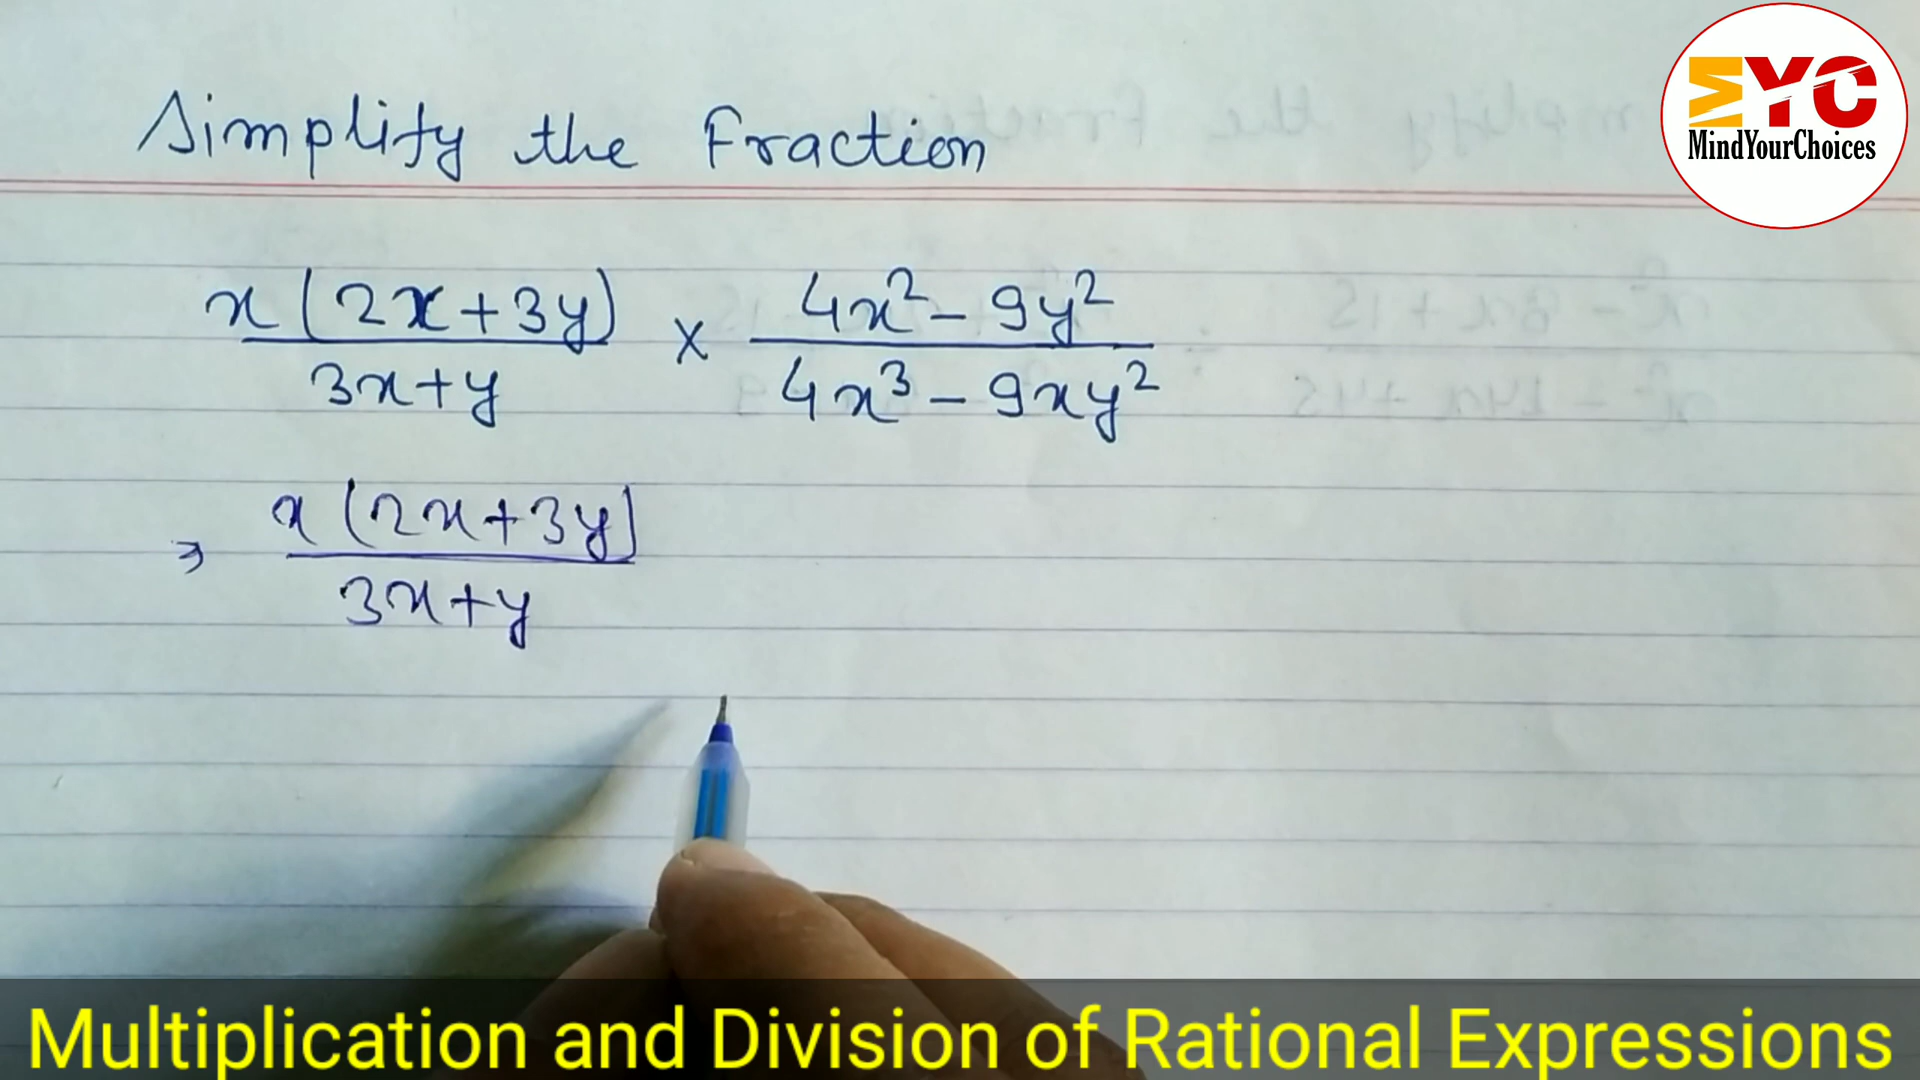 Simplify the Fraction
MYC
MindYourChoices
x(2x+3y) / 3x+y × 4x² - 9y² / 4x³ - 9xy²
⇒ x(2x+3y) / 3x+y
Multiplication and Division of Rational Expressions